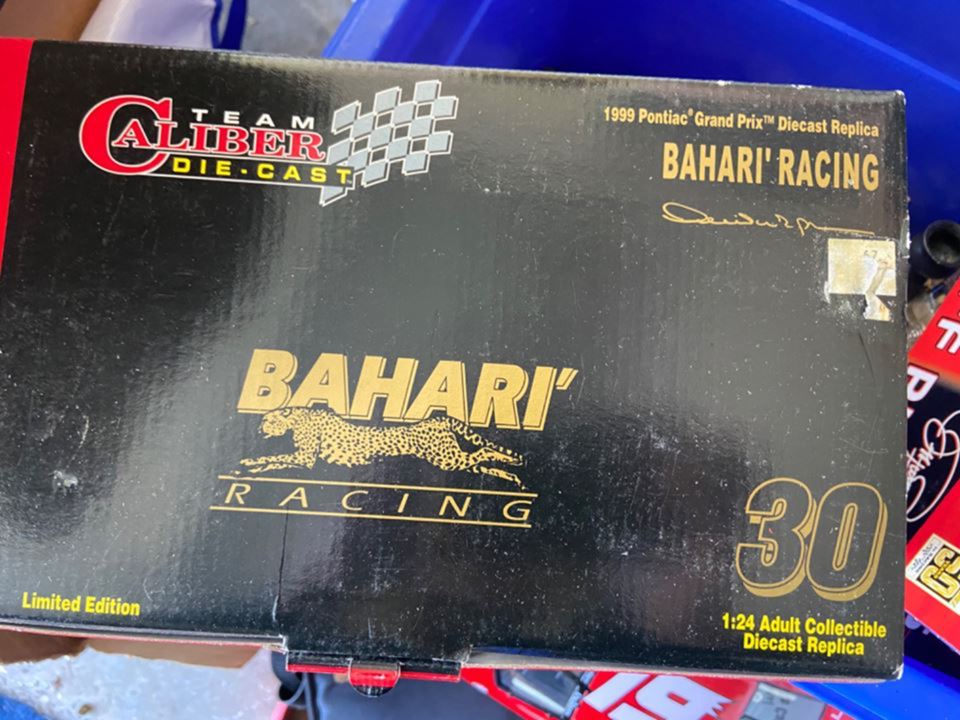 TEAM
CALIBER
DIE-CAST
1999 Pontiac® Grand Prix™ Diecast Replica
BAHARI' RACING
BAHARI'
RACING
30
Limited Edition
1:24 Adult Collectible
Diecast Replica
19